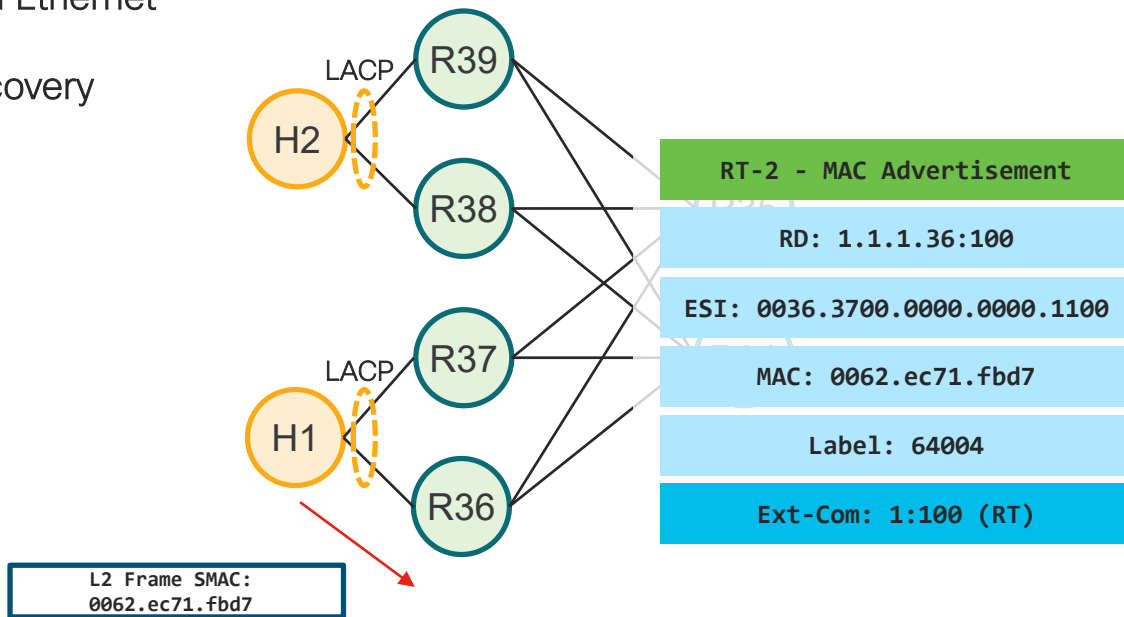 Ethernet
covery
LACP
R39
H2
R38
LACP
R37
H1
R36
RT-2 - MAC Advertisement
RD: 1.1.1.36:100
ESI: 0036.3700.0000.0000.1100
MAC: 0062.ec71.fbd7
Label: 64004
Ext-Com: 1:100 (RT)
L2 Frame SMAC:
0062.ec71.fbd7